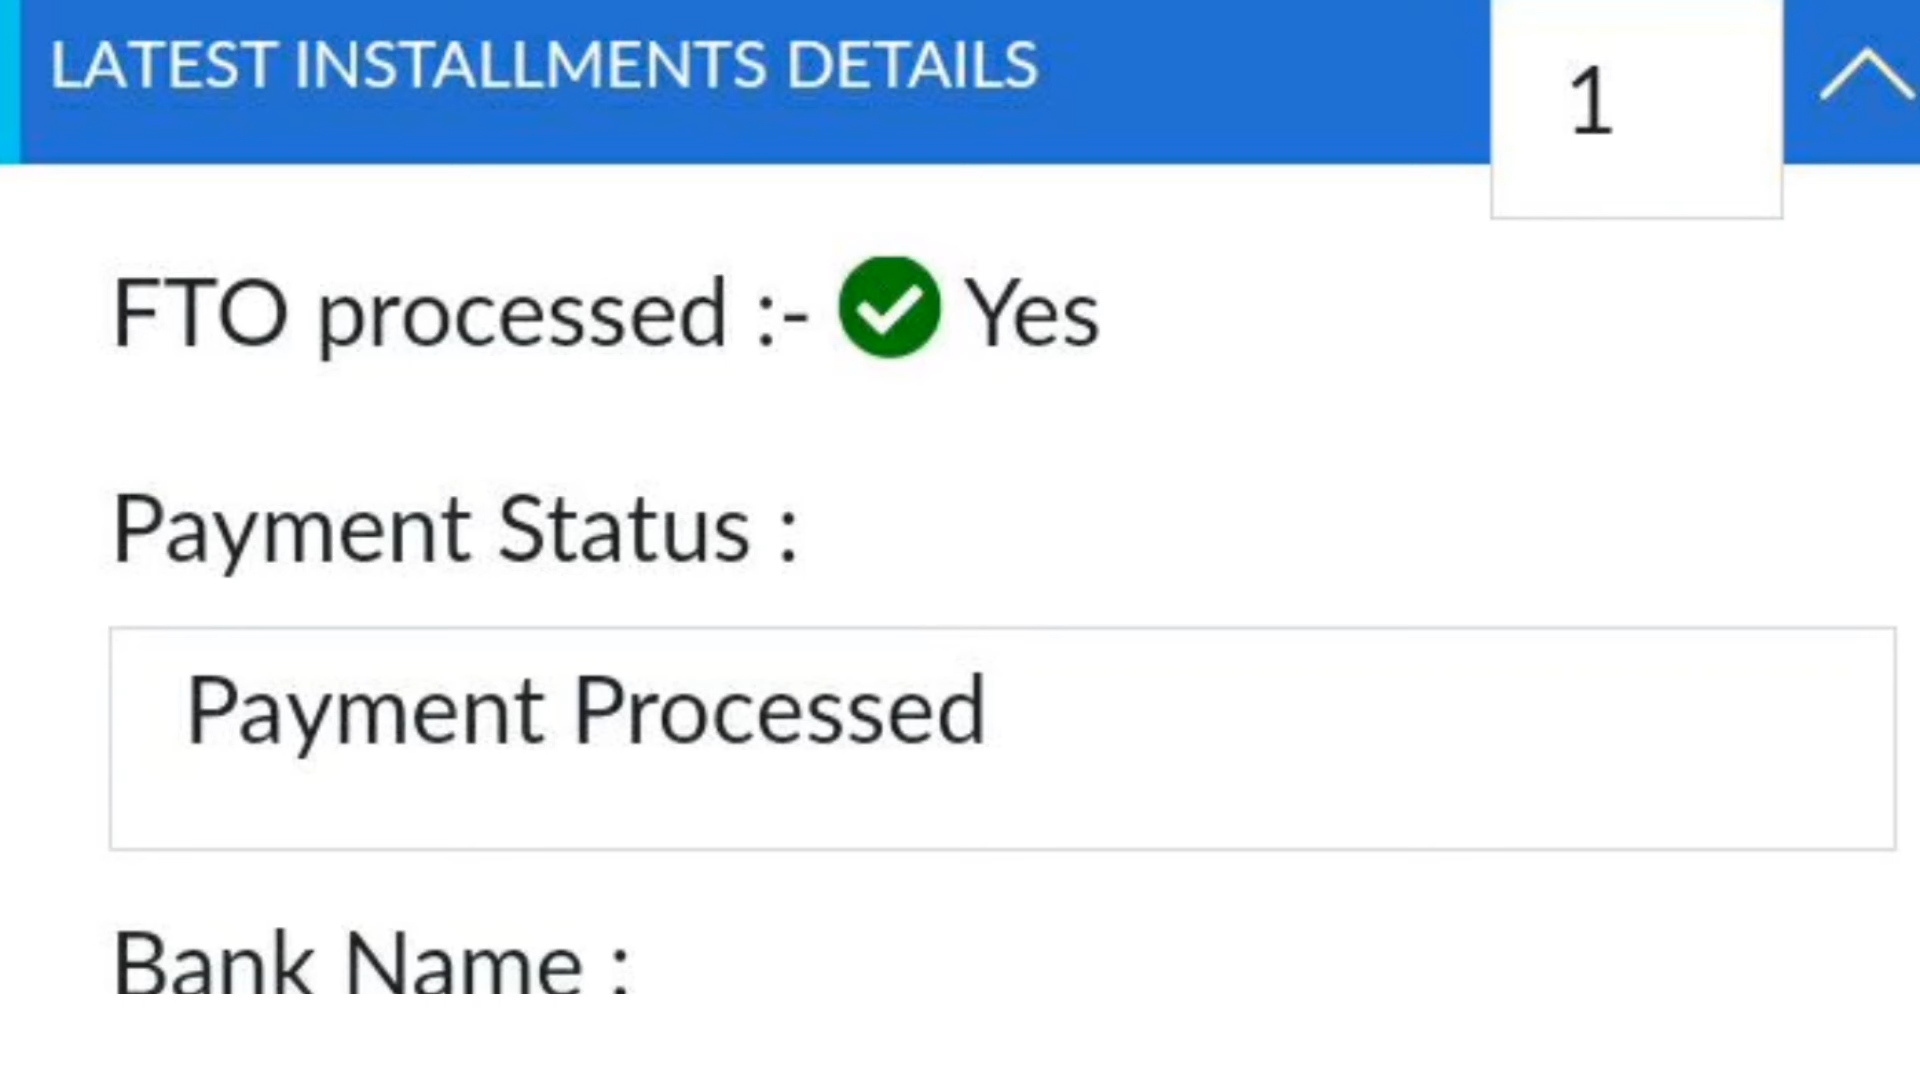 LATEST INSTALLMENTS DETAILS
1
FTO processed :- Yes
Payment Status :
Payment Processed
Bank Name :